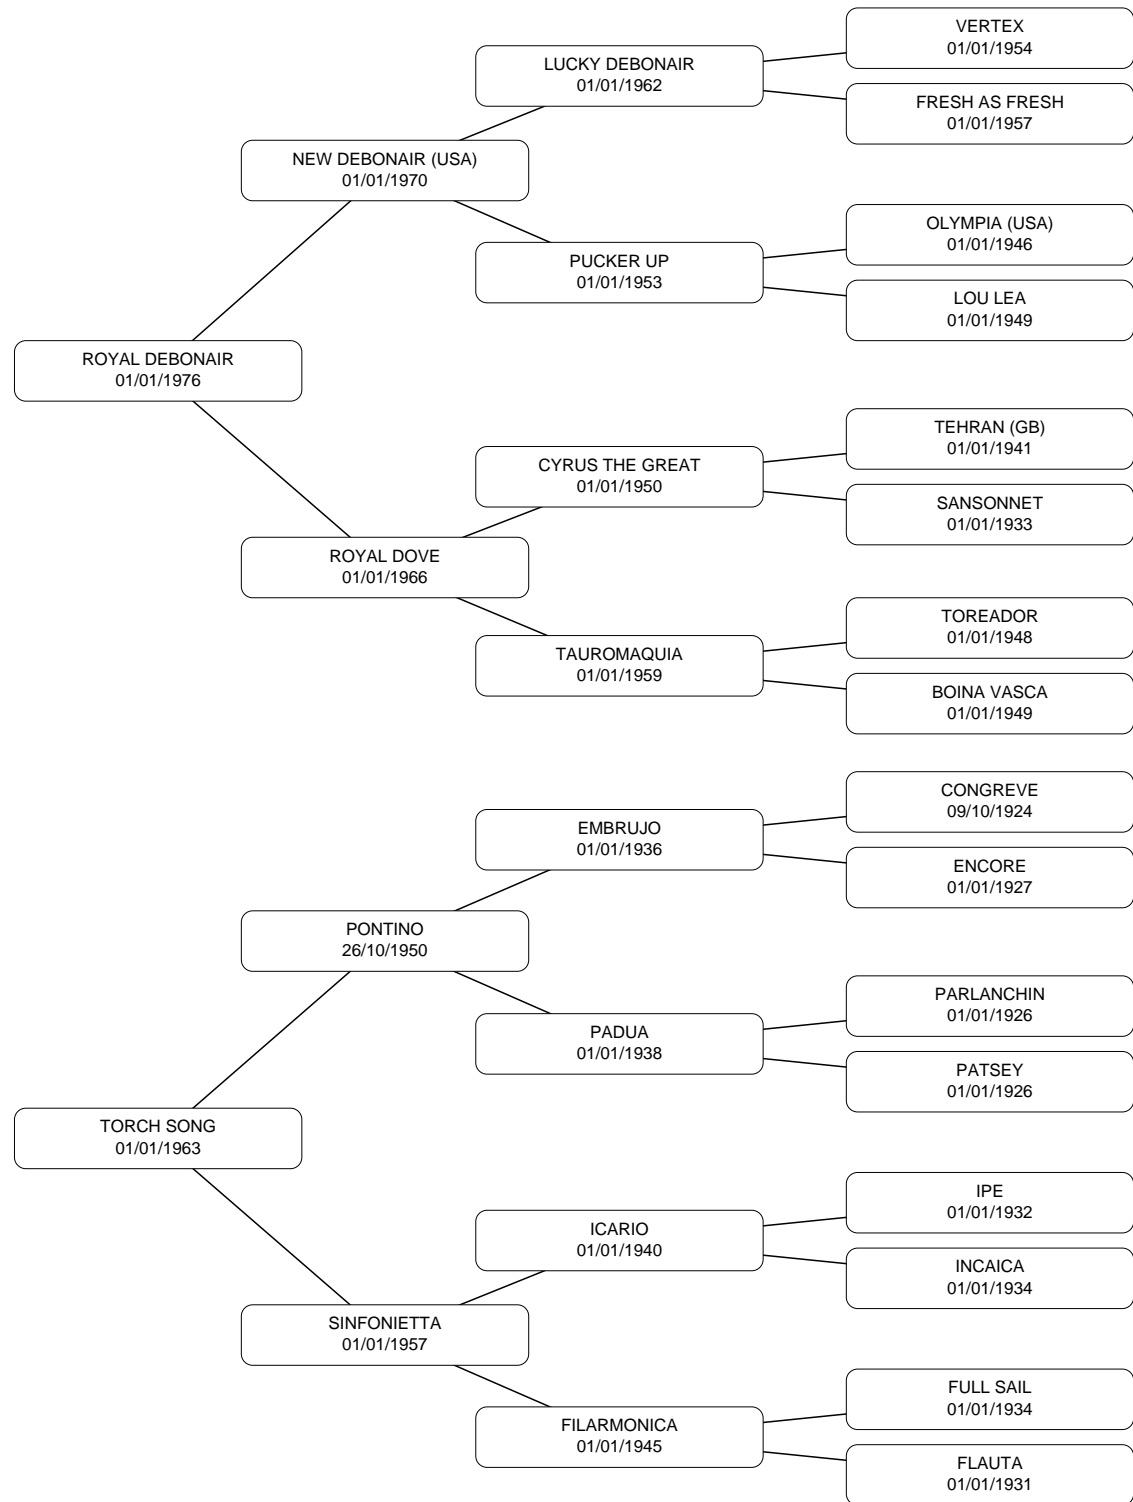 VERTEX
01/01/1954
LUCKY DEBONAIR
01/01/1962
FRESH AS FRESH
01/01/1957
NEW DEBONAIR (USA)
01/01/1970
OLYMPIA (USA)
01/01/1946
PUCKER UP
01/01/1953
LOU LEA
01/01/1949
ROYAL DEBONAIR
01/01/1976
TEHRAN (GB)
01/01/1941
CYRUS THE GREAT
01/01/1950
SANSONNET
01/01/1933
ROYAL DOVE
01/01/1966
TOREADOR
01/01/1948
TAUROMAQUIA
01/01/1959
BOINA VASCA
01/01/1949
CONGREVE
09/10/1924
EMBRUJO
01/01/1936
ENCORE
01/01/1927
PONTINO
26/10/1950
PARLANCHIN
01/01/1926
PADUA
01/01/1938
PATSEY
01/01/1926
TORCH SONG
01/01/1963
IPE
01/01/1932
ICARIO
01/01/1940
INCAICA
01/01/1934
SINFONIETTA
01/01/1957
FULL SAIL
01/01/1934
FILARMONICA
01/01/1945
FLAUTA
01/01/1931